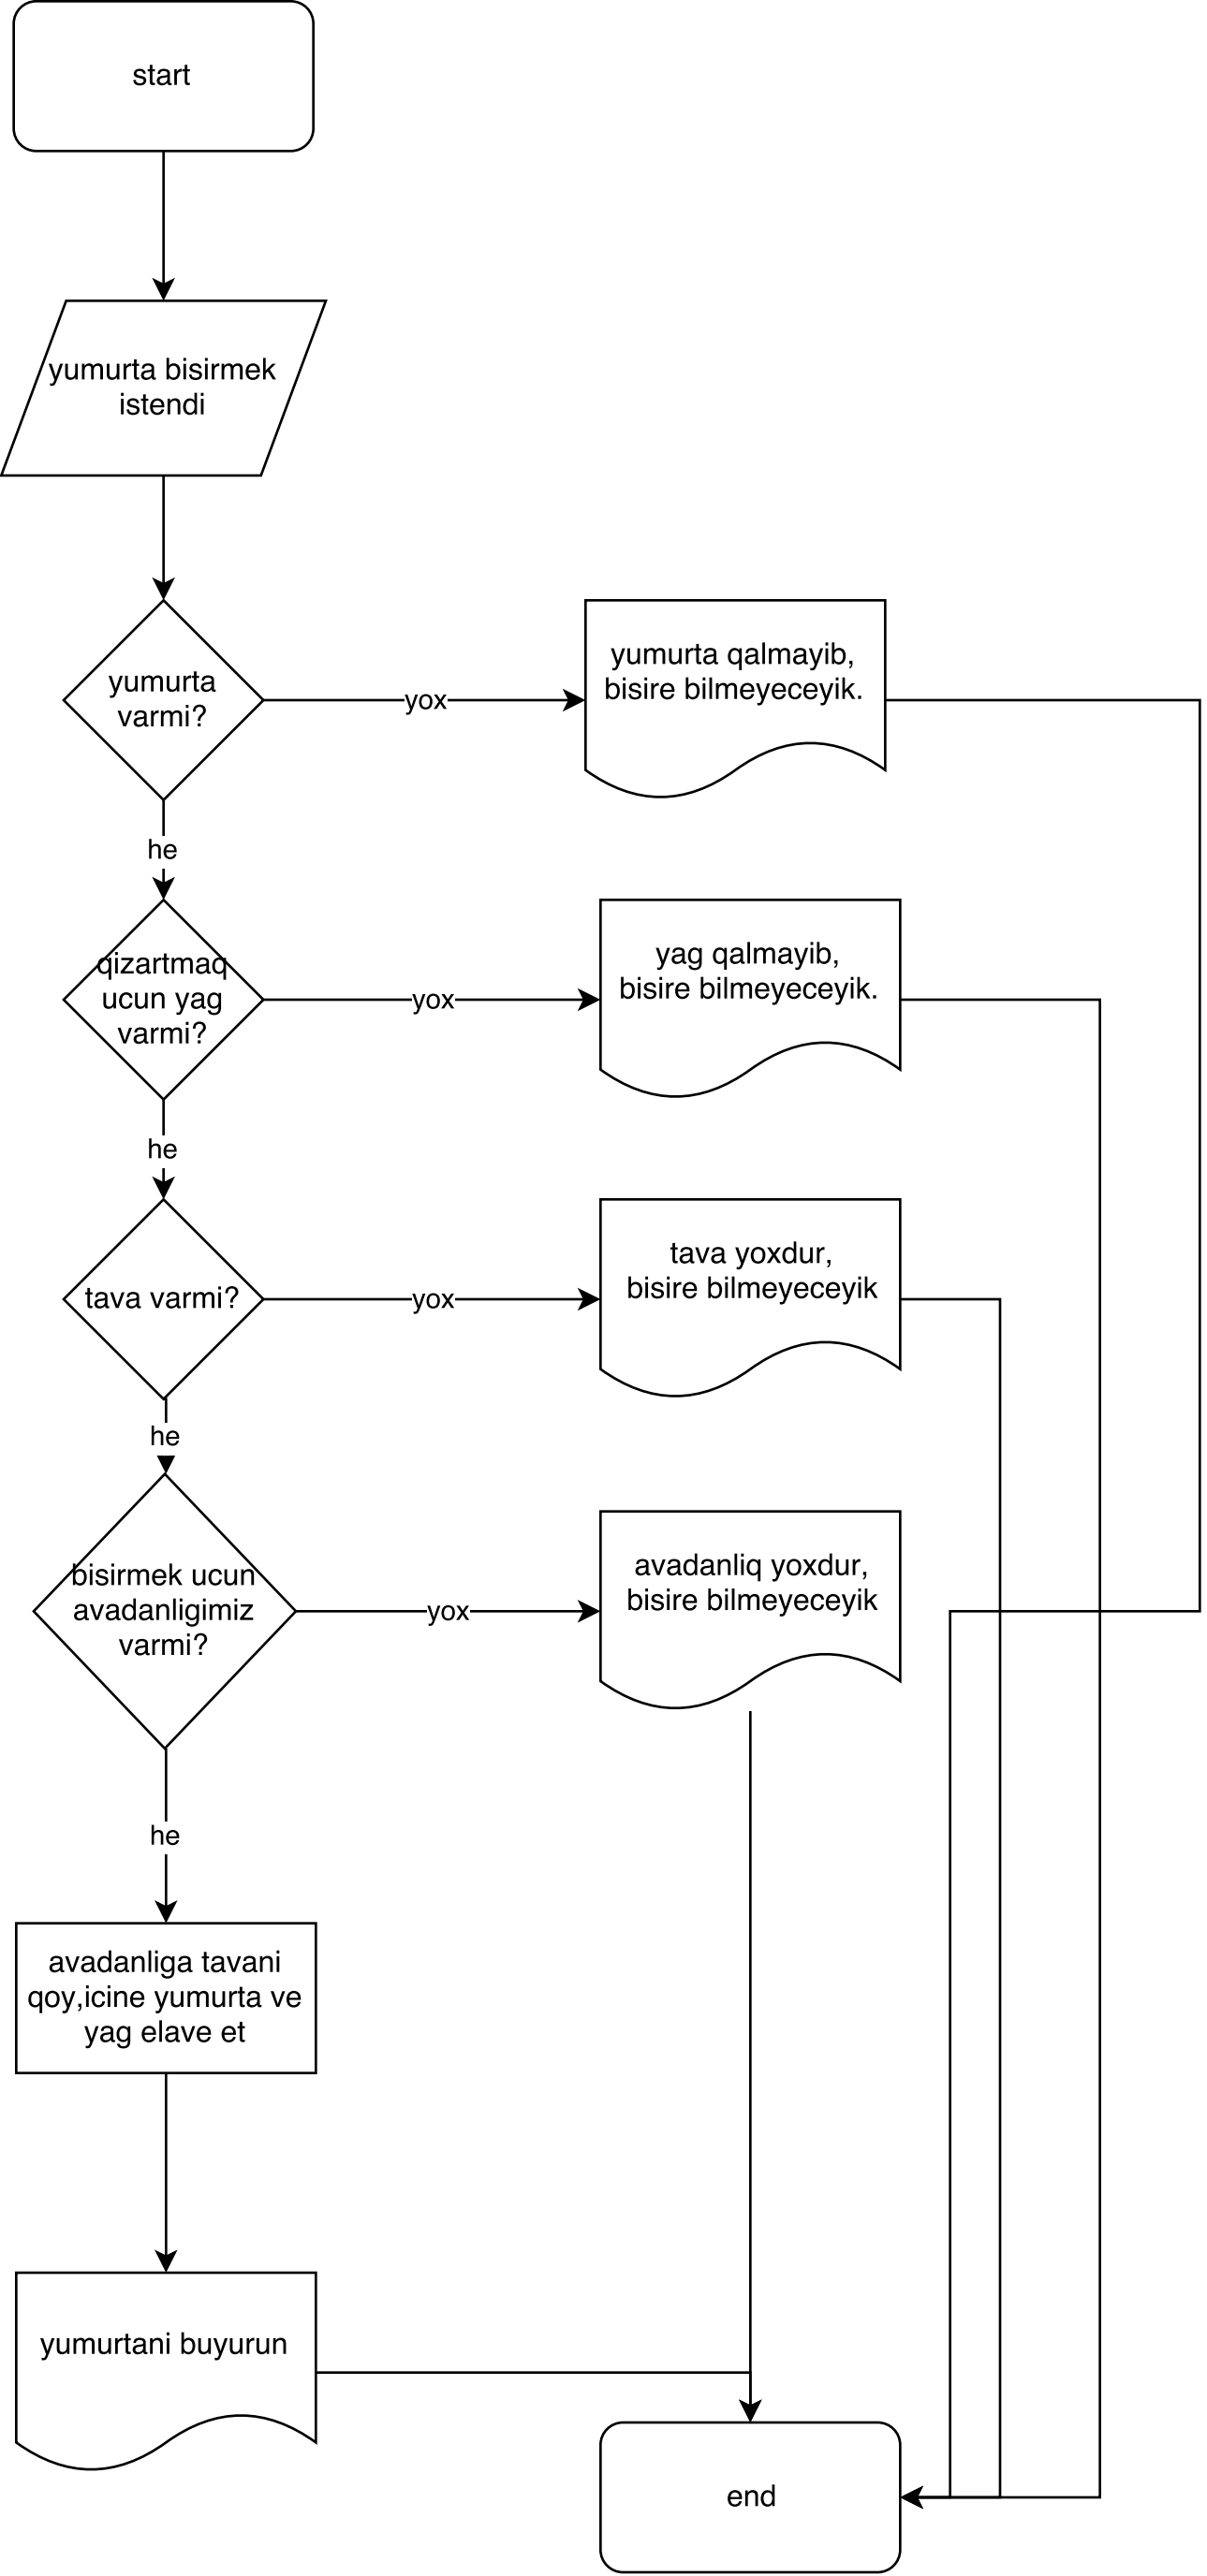 start
yumurta bisirmek
istendi
yumurta
varmi?
yox
yumurta qalmayib,
bisire bilmeyeceyik.
he
qizartmaq
ucun yag
varmi?
yox
yag qalmayib,
bisire bilmeyeceyik.
he
tava varmi?
yox
tava yoxdur,
bisire bilmeyeceyik
he
bisirmek ucun
avadanligimiz
varmi?
yox
avadanliq yoxdur,
bisire bilmeyeceyik
he
avadanliga tavani
qoy,icine yumurta ve
yag elave et
yumurtani buyurun
end